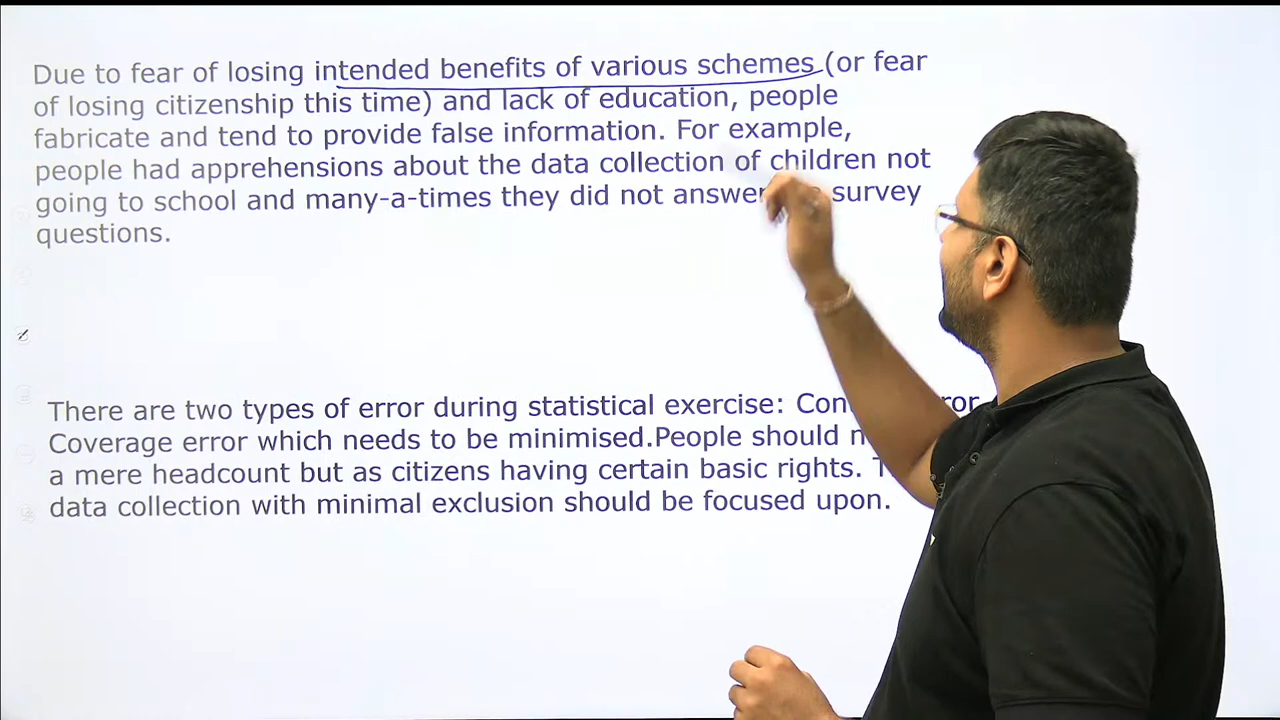 Due to fear of losing intended benefits of various schemes (or fear
of losing citizenship this time) and lack of education, people
fabricate and tend to provide false information. For example,
people had apprehensions about the data collection of children not
going to school and many-a-times they did not answer survey
questions.
There are two types of error during statistical exercise:
Coverage error which needs to be minimised.People should
a mere headcount but as citizens having certain basic rights.
data collection with minimal exclusion should be focused upon.